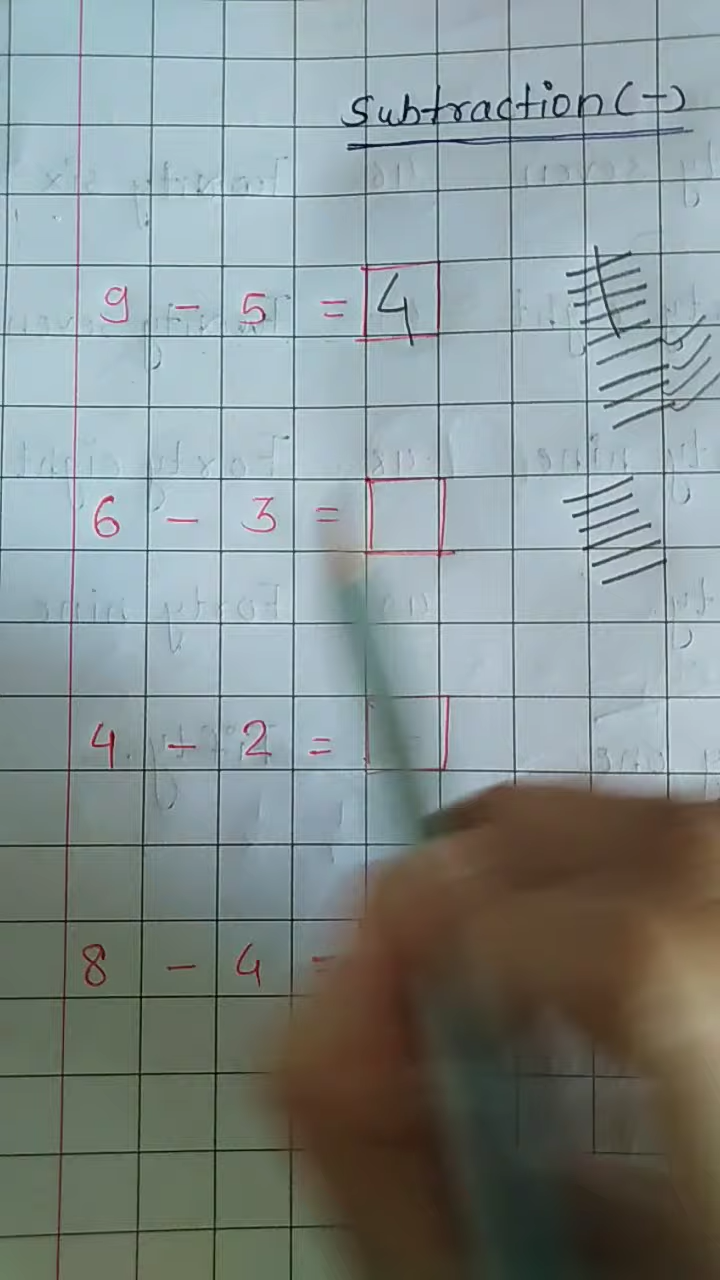 Subtraction (-)
9 - 5 = 4
6 - 3 =
4 - 2 =
8 - 4 =